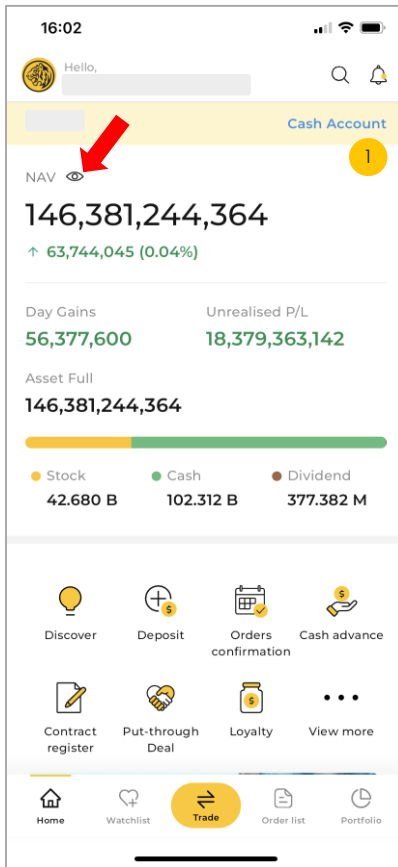 16:02
Hello,
Cash Account
1
NAV
146,381,244,364
↑ 63,744,045 (0.04%)
Day Gains Unrealised P/L
56,377,600 18,379,363,142
Asset Full
146,381,244,364
Stock Cash Dividend
42.680 B 102.312 B 377.382 M
Discover Deposit Orders confirmation Cash advance
Contract register Put-through Deal Loyalty View more
Home Watchlist Trade Order list Portfolio